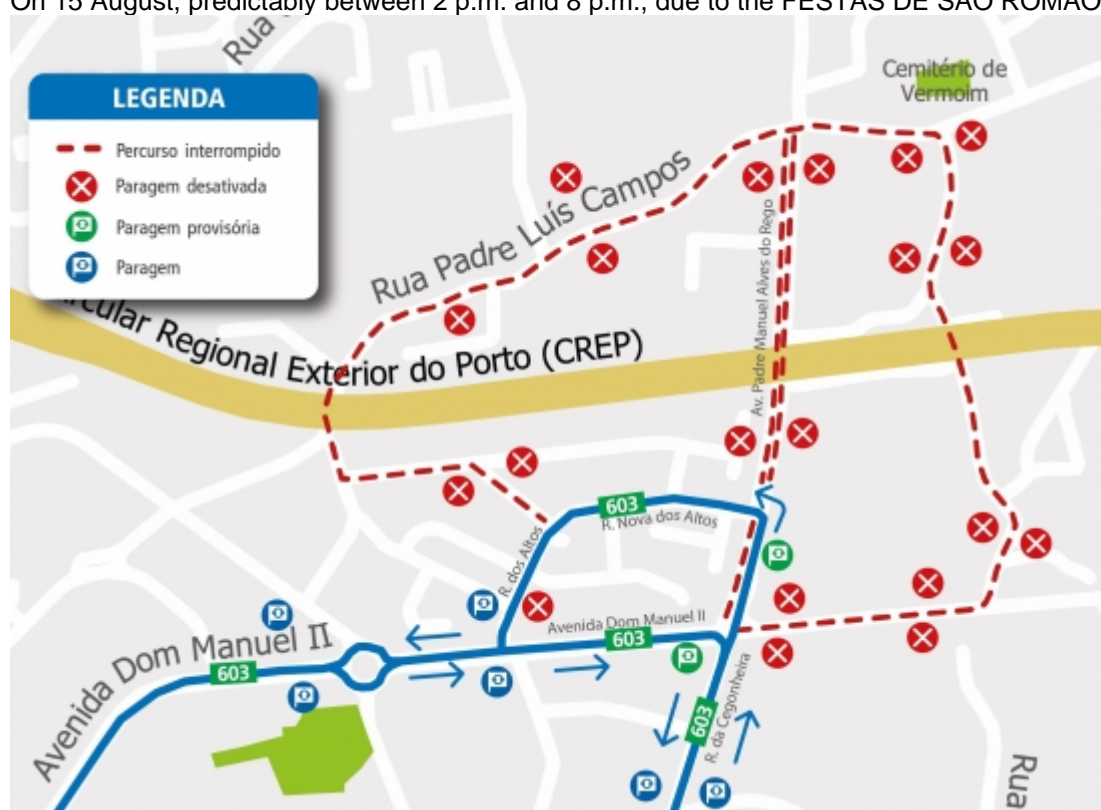 On 15 August, predictably between 2 p.m. and 8 p.m., due to the FESTAS DE SÃO ROMÃO
Rua
Cemitério de
Vermoim
LEGENDA
Percurso interrompido
Paragem desativada
Paragem provisória
Paragem
Rua Padre Luís Campos
Av. Padre Manuel Alves do Rego
Circular Regional Exterior do Porto (CREP)
603
R. Nova dos Altos
R. dos Altos
Avenida Dom Manuel II
603
Avenida Dom Manuel II
603
R. da Cegonheira
603
Rua